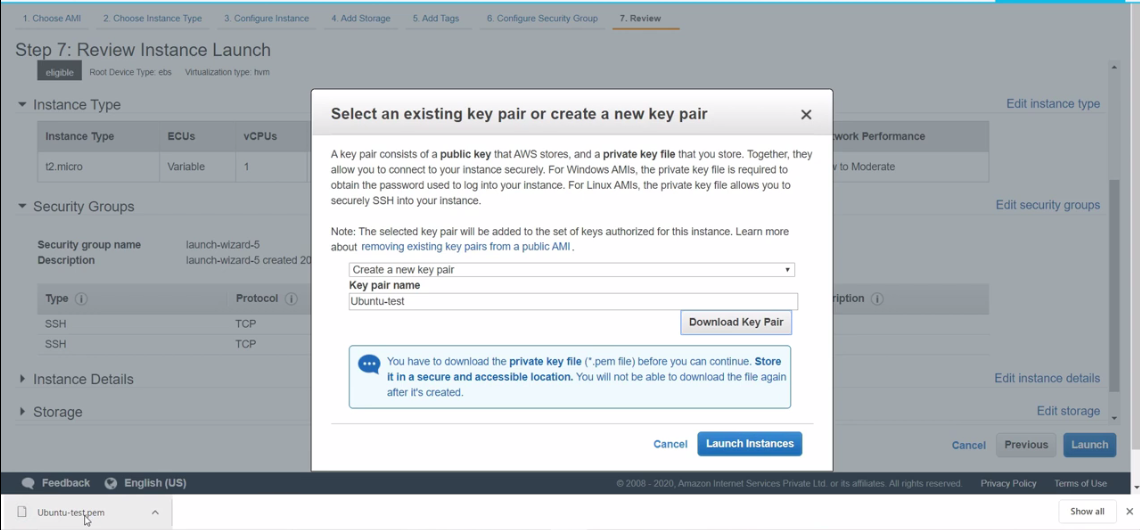 1. Choose AMI 2. Choose Instance Type 3. Configure Instance 4. Add Storage 5. Add Tags 6. Configure Security Group 7. Review
Step 7: Review Instance Launch
eligible Root Device Type: ebs Virtualization type: hvm
Instance Type Edit instance type
Instance Type ECUs vCPUs Performance
t2.micro Variable 1 to Moderate
Security Groups Edit security groups
Security group name launch-wizard-5
Description launch-wizard-5 created 20
Type Protocol
SSH TCP
SSH TCP
Instance Details Edit instance details
Storage Edit storage
Cancel Previous Launch
Select an existing key pair or create a new key pair
A key pair consists of a public key that AWS stores, and a private key file that you store. Together, they
allow you to connect to your instance securely. For Windows AMIs, the private key file is required to
obtain the password used to log into your instance. For Linux AMIs, the private key file allows you to
securely SSH into your instance.
Note: The selected key pair will be added to the set of keys authorized for this instance. Learn more
about removing existing key pairs from a public AMI.
Create a new key pair
Key pair name
Ubuntu-test
Download Key Pair
You have to download the private key file (*.pem file) before you can continue. Store
it in a secure and accessible location. You will not be able to download the file again
after it's created.
Cancel Launch Instances
Feedback English (US) © 2008 - 2020, Amazon Internet Services Private Ltd. or its affiliates. All rights reserved. Privacy Policy Terms of Use
Ubuntu-test.pem Show all